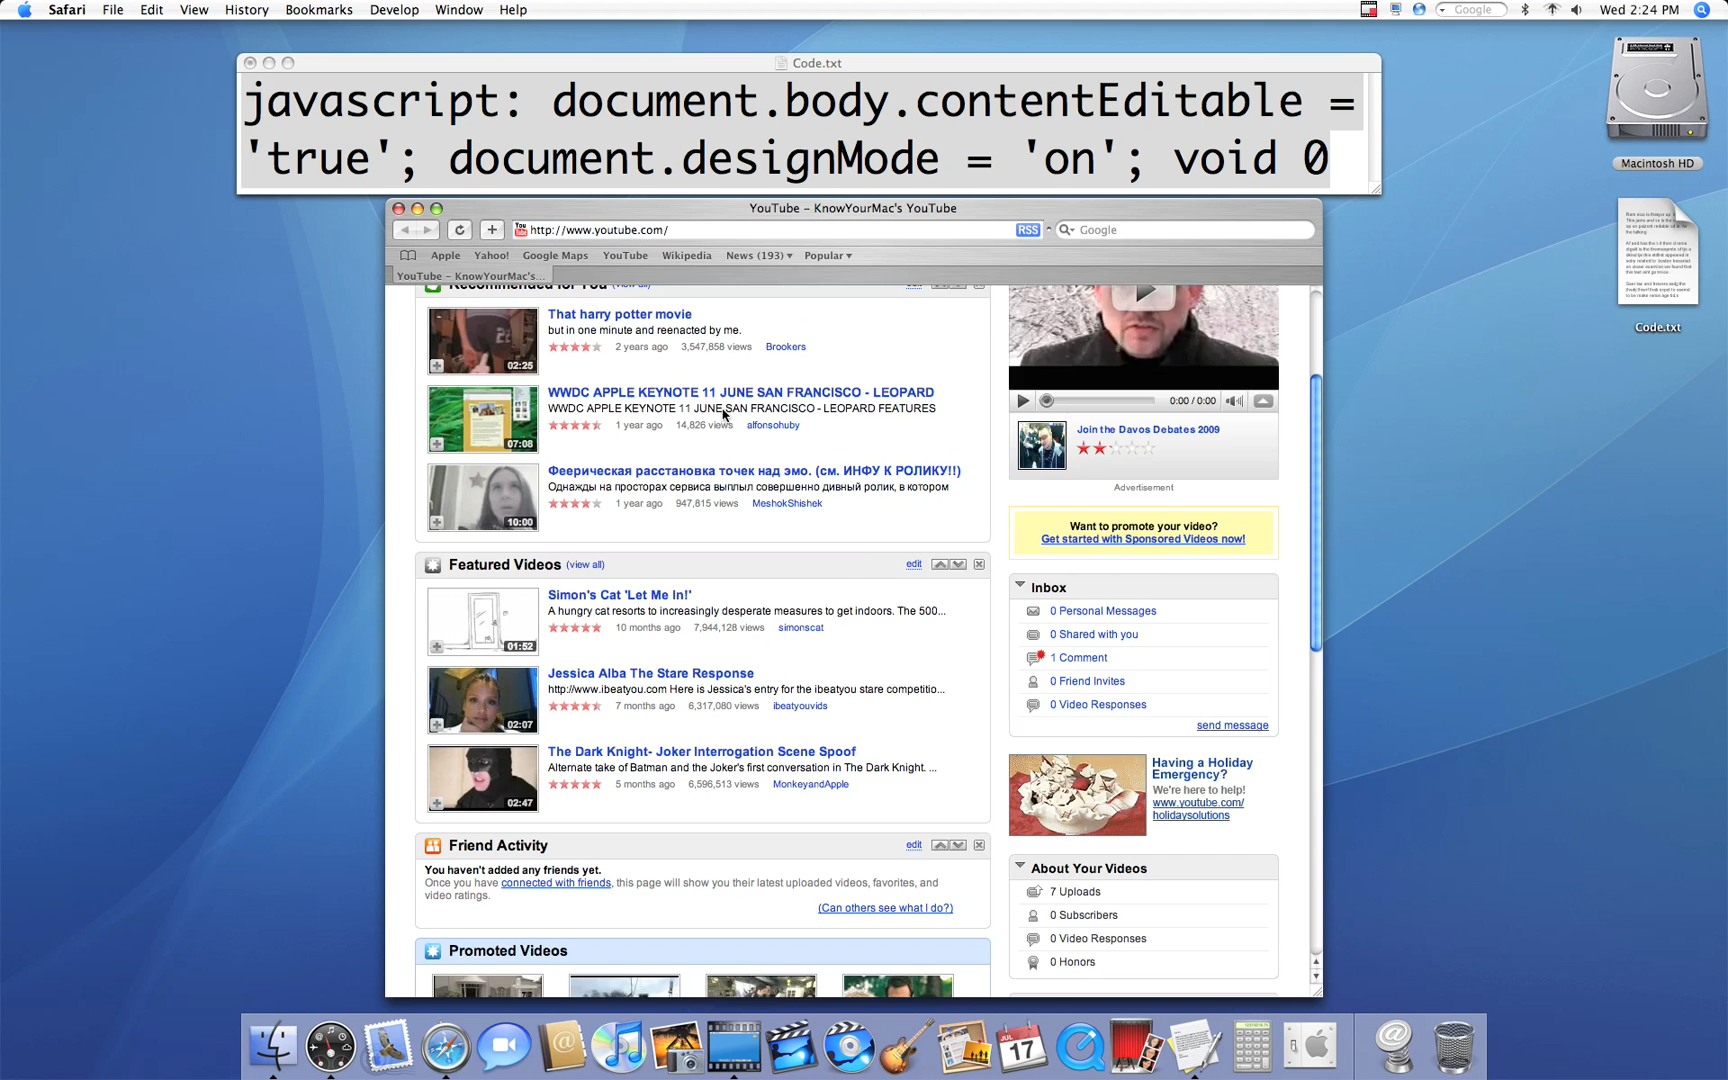 Safari File Edit View History Bookmarks Develop Window Help
Google
Wed 2:24 PM
Code.txt
javascript: document.body.contentEditable =
'true'; document.designMode = 'on'; void 0
Macintosh HD
Code.txt
YouTube – KnowYourMac's YouTube
You Tube
http://www.youtube.com/
RSS
Google
Apple Yahoo! Google Maps YouTube Wikipedia News (193) Popular
YouTube – KnowYourMac's...
Recommended for You (view all)
edit
That harry potter movie
but in one minute and reenacted by me.
2 years ago 3,547,858 views Brookers
02:25
WWDC APPLE KEYNOTE 11 JUNE SAN FRANCISCO - LEOPARD
WWDC APPLE KEYNOTE 11 JUNE SAN FRANCISCO - LEOPARD FEATURES
1 year ago 14,826 views alfonsohuby
07:08
Феерическая расстановка точек над эмо. (см. ИНФУ К РОЛИКУ!!)
Однажды на просторах сервиса выплыл совершенно дивный ролик, в котором
1 year ago 947,815 views MeshokShishek
10:00
Featured Videos (view all)
edit
Simon's Cat 'Let Me In!'
A hungry cat resorts to increasingly desperate measures to get indoors. The 500...
10 months ago 7,944,128 views simonscat
01:52
Jessica Alba The Stare Response
http://www.ibeatyou.com Here is Jessica's entry for the ibeatyou stare competitio...
7 months ago 6,317,080 views ibeatyouvids
02:07
The Dark Knight- Joker Interrogation Scene Spoof
Alternate take of Batman and the Joker's first conversation in The Dark Knight. ...
5 months ago 6,596,513 views MonkeyandApple
02:47
Friend Activity
edit
You haven't added any friends yet.
Once you have connected with friends, this page will show you their latest uploaded videos, favorites, and
video ratings.
(Can others see what I do?)
Promoted Videos
0:00 / 0:00
Join the Davos Debates 2009
Advertisement
Want to promote your video?
Get started with Sponsored Videos now!
Inbox
0 Personal Messages
0 Shared with you
1 Comment
0 Friend Invites
0 Video Responses
send message
Having a Holiday
Emergency?
We're here to help!
www.youtube.com/
holidaysolutions
About Your Videos
7 Uploads
0 Subscribers
0 Video Responses
0 Honors
JUL
17